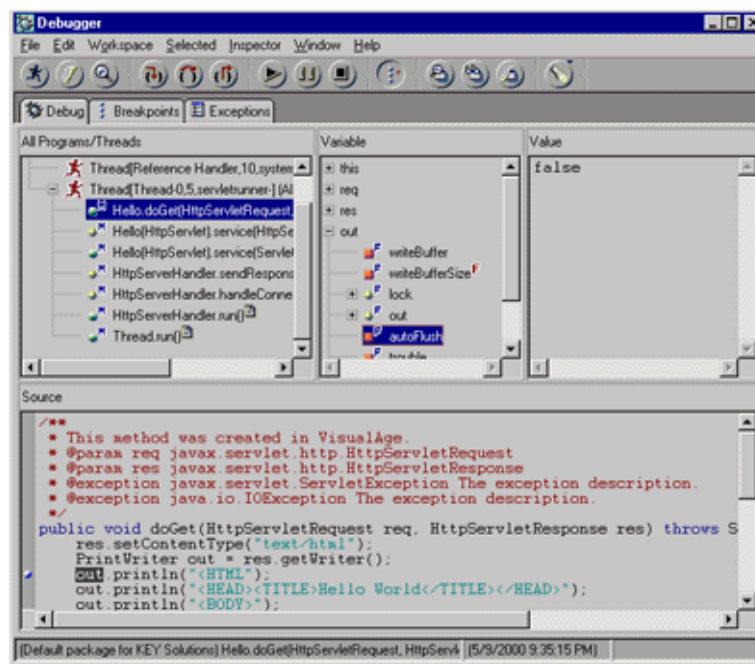 Debugger
File Edit Workspace Selected Inspector Window Help
Debug Breakpoints Exceptions
All Programs/Threads
Thread[Reference Handler,10,system
Thread[Thread-0,5,servletrunner-] (Al
Hello.doGet(HttpServletRequest,
Hello(HttpServlet).service(HttpSe
Hello(HttpServlet).service(Servlet
HttpServerHandler.sendRespons
HttpServerHandler.handleConne
HttpServerHandler.run()
Thread.run()
Variable
this
req
res
out
writeBuffer
writeBufferSize
lock
out
autoFlush
trouble
Value
false
Source
/**
* This method was created in VisualAge.
* @param req javax.servlet.http.HttpServletRequest
* @param res javax.servlet.http.HttpServletResponse
* @exception javax.servlet.ServletException The exception description.
* @exception java.io.IOException The exception description.
*/
public void doGet(HttpServletRequest req, HttpServletResponse res) throws S
res.setContentType("text/html");
PrintWriter out = res.getWriter();
out.println("<HTML");
out.println("<HEAD><TITLE>Hello World</TITLE></HEAD>");
out.println("<BODY>");
(Default package for KEY Solutions) Hello.doGet(HttpServletRequest, HttpServl (5/9/2000 9:35:15 PM)